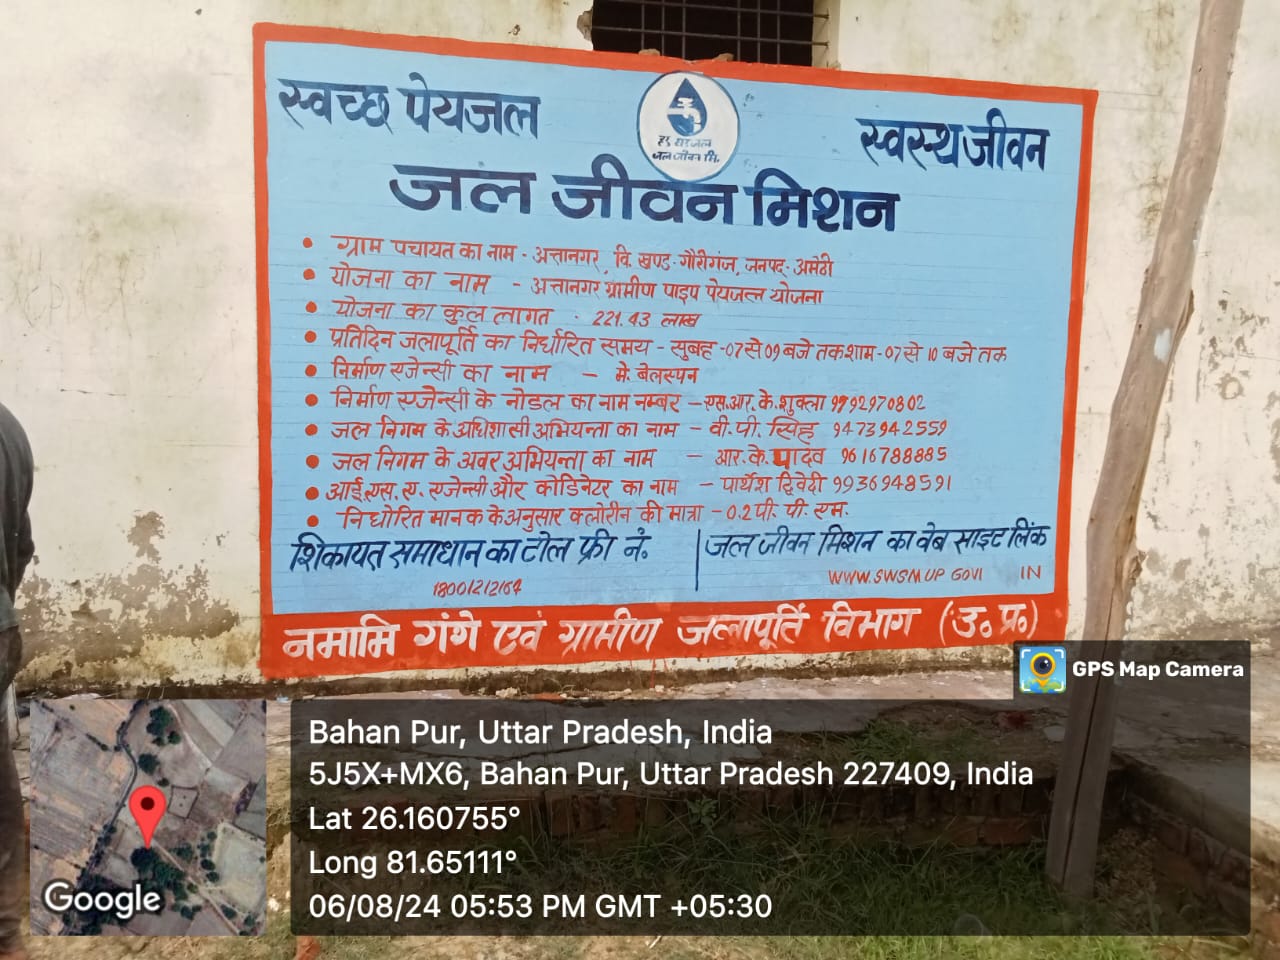 स्वच्छ पेयजल
हर घर जल
जल जीवन मि.
स्वस्थ जीवन
जल जीवन मिशन
• ग्राम पचायत का नाम - अत्तानगर, वि. खण्ड- गौरीगंज, जनपद- अमेठी
• योजना का नाम - अत्तानगर ग्रामीण पाइप पेयजल योजना
• योजना का कुल लागत - 221.43 लाख
• प्रतिदिन जलापूर्ति का निर्धारित समय - सुबह -07 से 09 बजे तक शाम - 07 से 10 बजे तक
• निर्माण एजेन्सी का नाम - मे. बेलस्पन
• निर्माण एजेन्सी के नोडल का नाम नम्बर - एस.आर. के. शुक्ला 9992970802
• जल निगम के अधिशासी अभियन्ता का नाम - वी.पी. सिंह 9473942559
• जल निगम के अवर अभियन्ता का नाम - आर.के. यादव 9616788885
• आई.एस.ए. एजेन्सी और कोडिनेटर का नाम - पार्थेश द्विवेदी 9936948591
• निर्धारित मानक के अनुसार क्लोरीन की मात्रा - 0.2 पी. पी. एम.
शिकायत समाधान का टोल फ्री नं.
18001212164
जल जीवन मिशन का वेब साइट लिंक
WWW.SWSM.UP GOVI IN
नमामि गंगे एवं ग्रामीण जलापूर्ति विभाग (उ॰ प्र॰)
GPS Map Camera
Bahan Pur, Uttar Pradesh, India
5J5X+MX6, Bahan Pur, Uttar Pradesh 227409, India
Lat 26.160755°
Long 81.65111°
06/08/24 05:53 PM GMT +05:30
Google